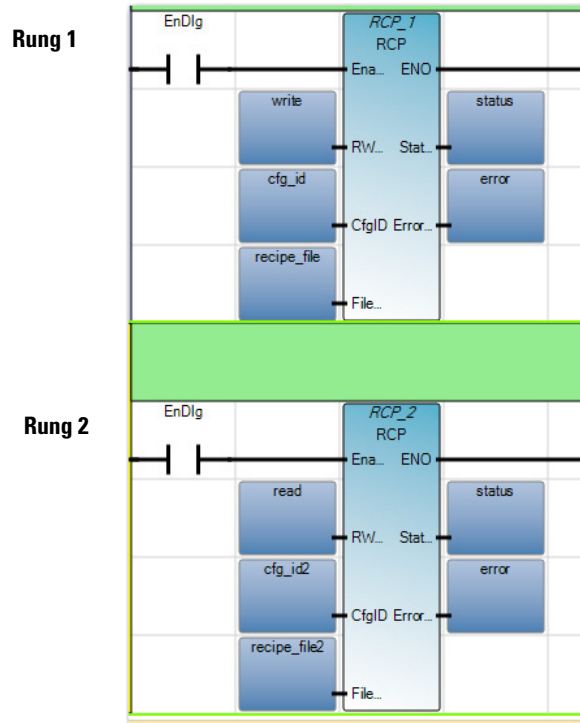 Rung 1
EnDlg
RCP_1
RCP
Ena... ENO
write
status
RW... Stat...
cfg_id
error
CfgID Error...
recipe_file
File...
Rung 2
EnDlg
RCP_2
RCP
Ena... ENO
read
status
RW... Stat...
cfg_id2
error
CfgID Error...
recipe_file2
File...